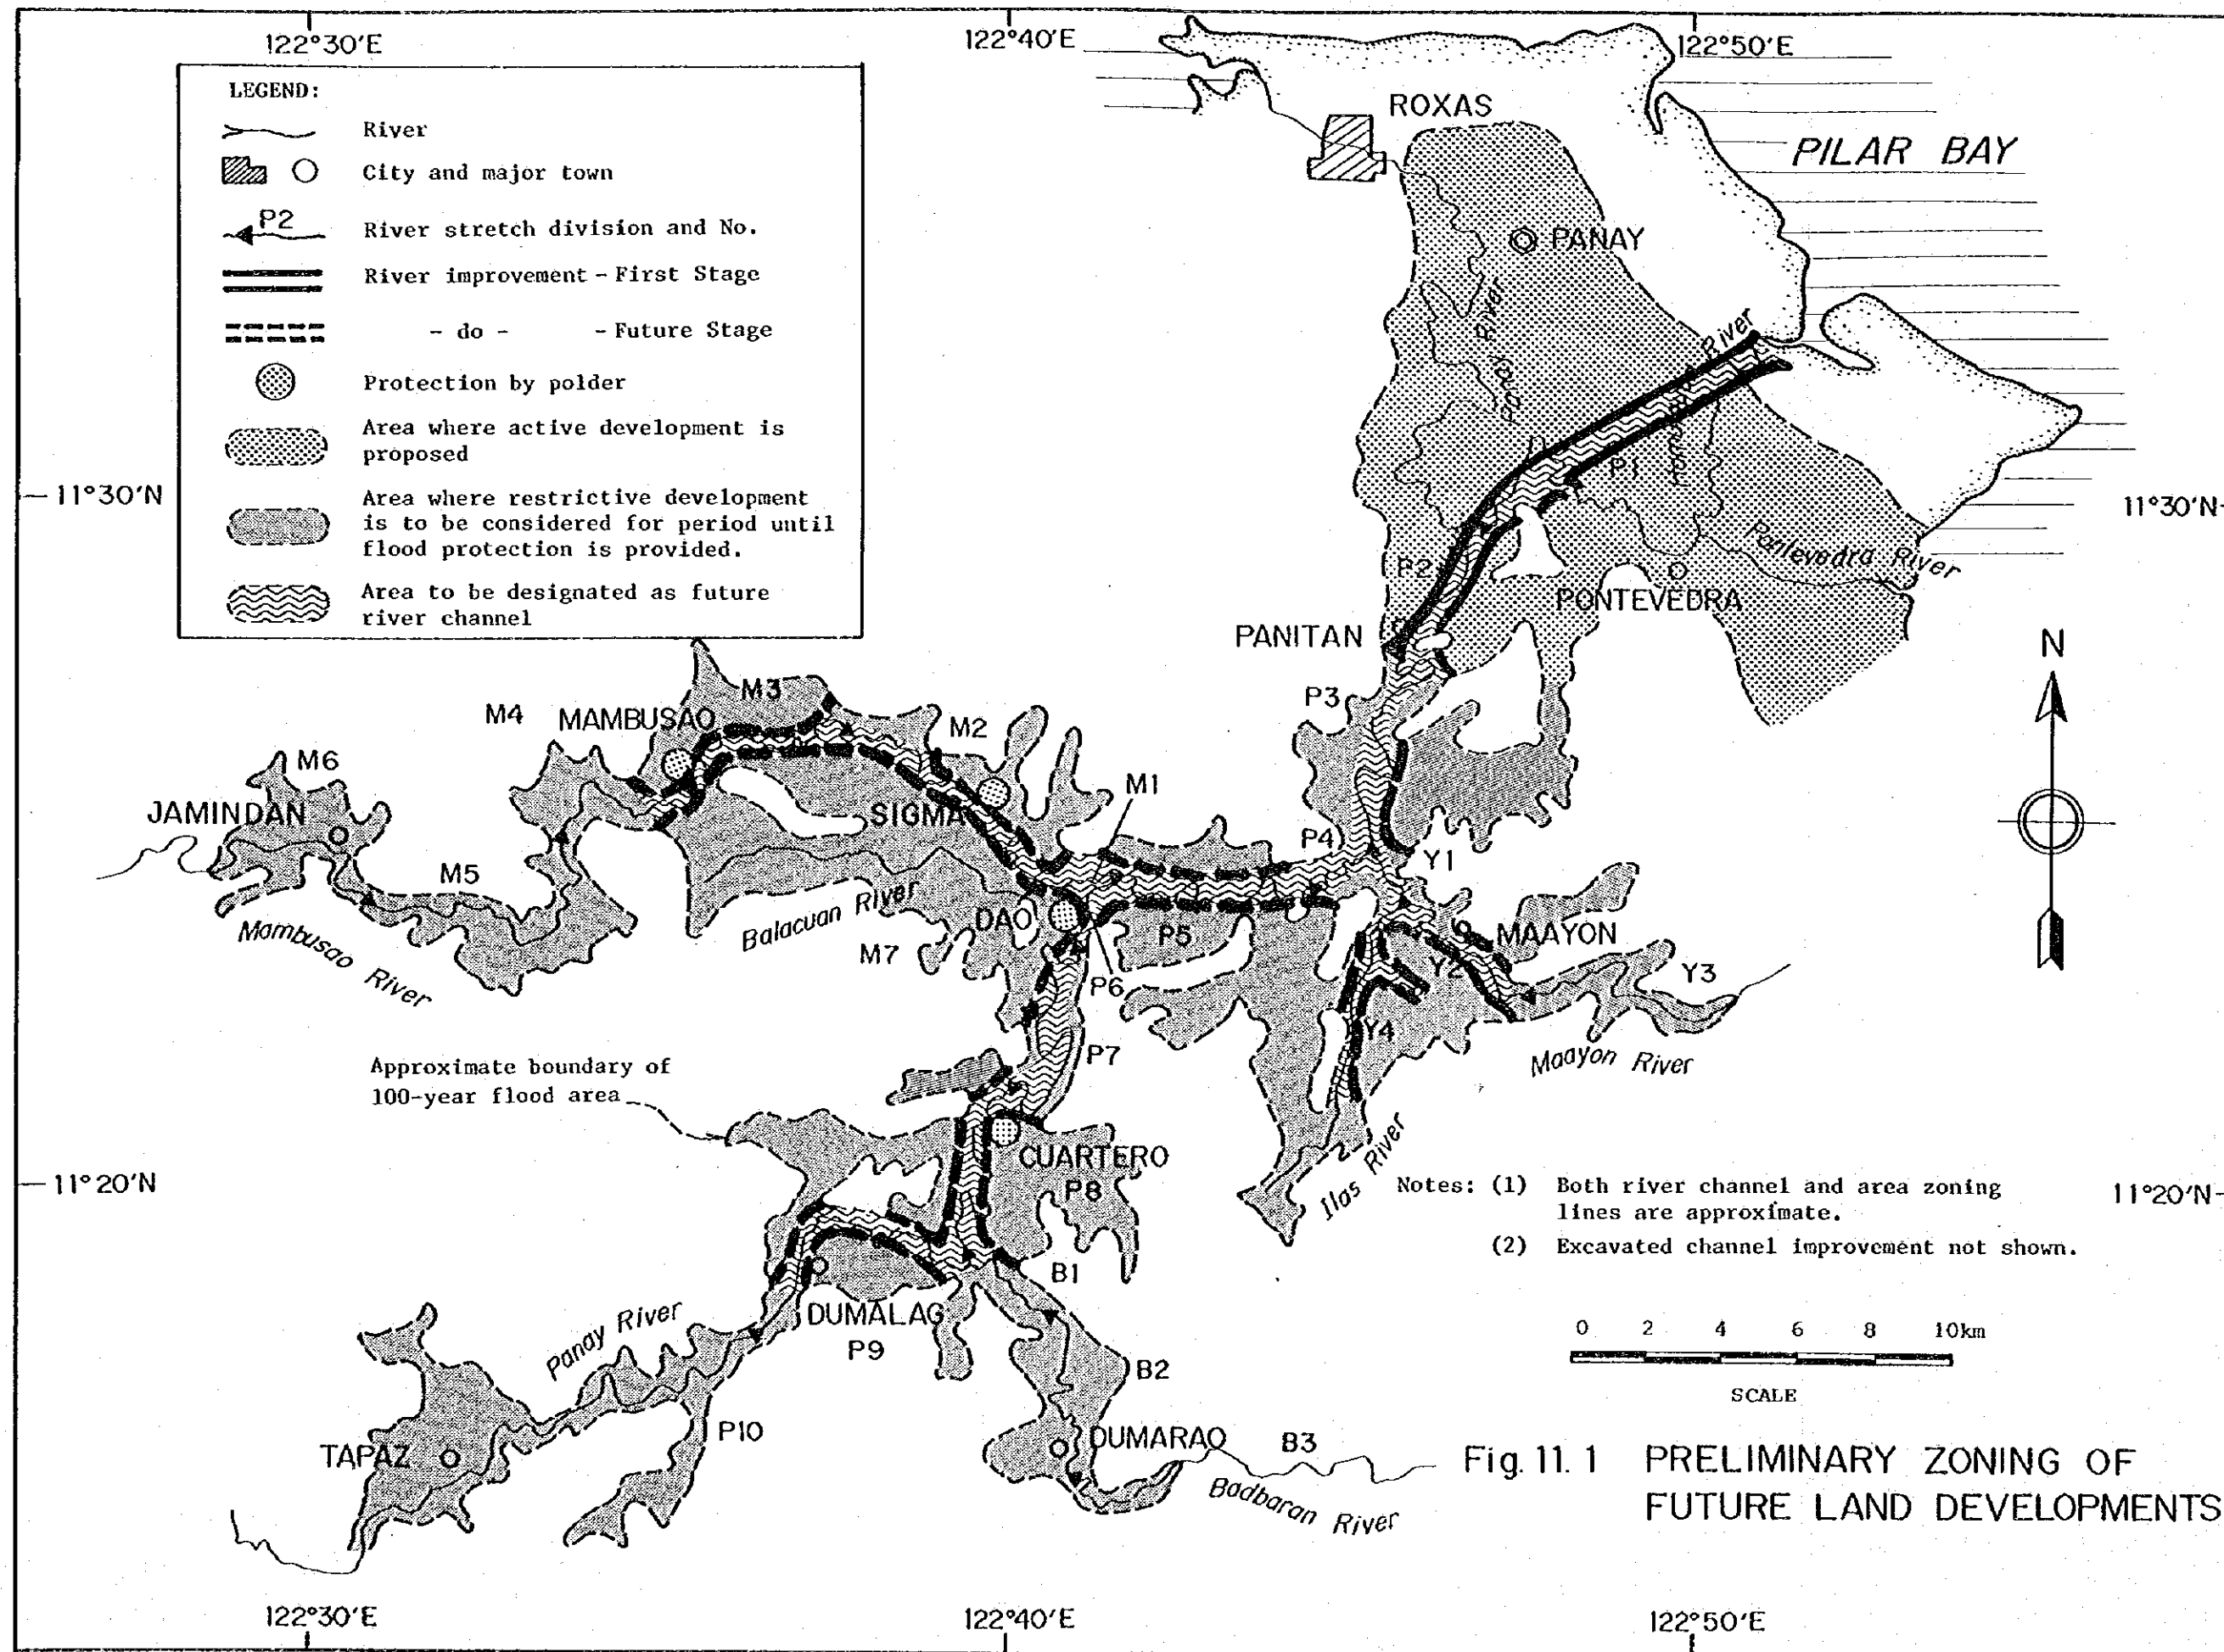 122°30'E
122°40'E
122°50'E
LEGEND:
River
City and major town
P2
River stretch division and No.
River improvement - First Stage
- do - - Future Stage
Protection by polder
Area where active development is
proposed
Area where restrictive development
is to be considered for period until
flood protection is provided.
Area to be designated as future
river channel
ROXAS
PILAR BAY
PANAY
Panay River
River
P1
11°30'N
11°30'N
P2
Pontevedra River
PONTEVEDRA
PANITAN
N
P3
M3
M4
MAMBUSAO
M2
M6
M1
JAMINDAN
SIGMA
P4
Y1
M5
Balacuan River
DAO
P5
MAAYON
Mambusao River
M7
Y2
Y3
P6
Y4
P7
Maayon River
Approximate boundary of
100-year flood area
CUARTERO
P8
Ilas River
11°20'N
11°20'N
Notes: (1) Both river channel and area zoning
lines are approximate.
(2) Excavated channel improvement not shown.
B1
DUMALAG
P9
Panay River
B2
0 2 4 6 8 10km
SCALE
P10
TAPAZ
DUMARAO
B3
Badbaran River
Fig. 11. 1 PRELIMINARY ZONING OF
FUTURE LAND DEVELOPMENTS
122°30'E
122°40'E
122°50'E